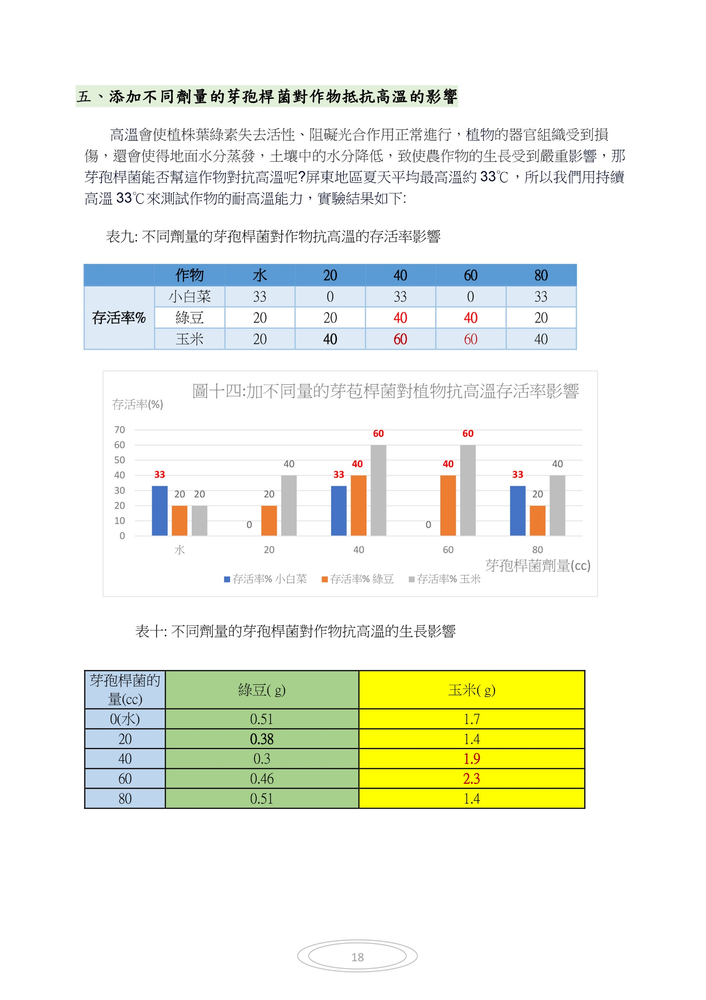 五、添加不同劑量的芽孢桿菌對作物抵抗高溫的影響
高溫會使植株葉綠素失去活性、阻礙光合作用正常進行，植物的器官組織受到損
傷，還會使得地面水分蒸發，土壤中的水分降低，致使農作物的生長受到嚴重影響，那
芽孢桿菌能否幫這作物對抗高溫呢?屏東地區夏天平均最高溫約 33℃，所以我們用持續
高溫 33℃來測試作物的耐高溫能力，實驗結果如下:
表九: 不同劑量的芽孢桿菌對作物抗高溫的存活率影響
作物 水 20 40 60 80
存活率%
小白菜 33 0 33 0 33
綠豆 20 20 40 40 20
玉米 20 40 60 60 40
圖十四:加不同量的芽苞桿菌對植物抗高溫存活率影響
存活率(%)
70
60
50
40
30
20
10
0
33 20 20
0 20 40
33 40 60
0 40 60
33 20 40
水 20 40 60 80
芽孢桿菌劑量(cc)
存活率% 小白菜 存活率% 綠豆 存活率% 玉米
表十: 不同劑量的芽孢桿菌對作物抗高溫的生長影響
芽孢桿菌的
量(cc)
綠豆( g) 玉米( g)
0(水) 0.51 1.7
20 0.38 1.4
40 0.3 1.9
60 0.46 2.3
80 0.51 1.4
18